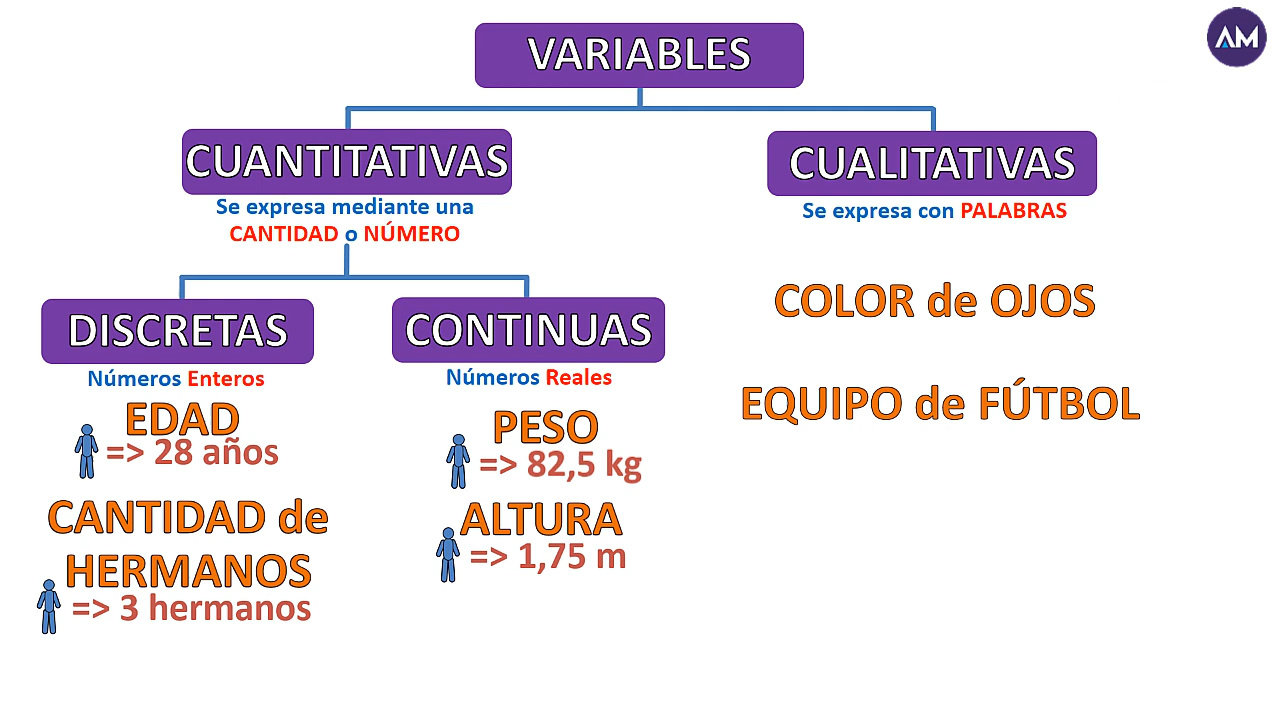 VARIABLES
AM
CUANTITATIVAS
Se expresa mediante una
CANTIDAD o NÚMERO
CUALITATIVAS
Se expresa con PALABRAS
DISCRETAS
Números Enteros
EDAD
=> 28 años
CANTIDAD de
HERMANOS
=> 3 hermanos
CONTINUAS
Números Reales
PESO
=> 82,5 kg
ALTURA
=> 1,75 m
COLOR de OJOS
EQUIPO de FÚTBOL